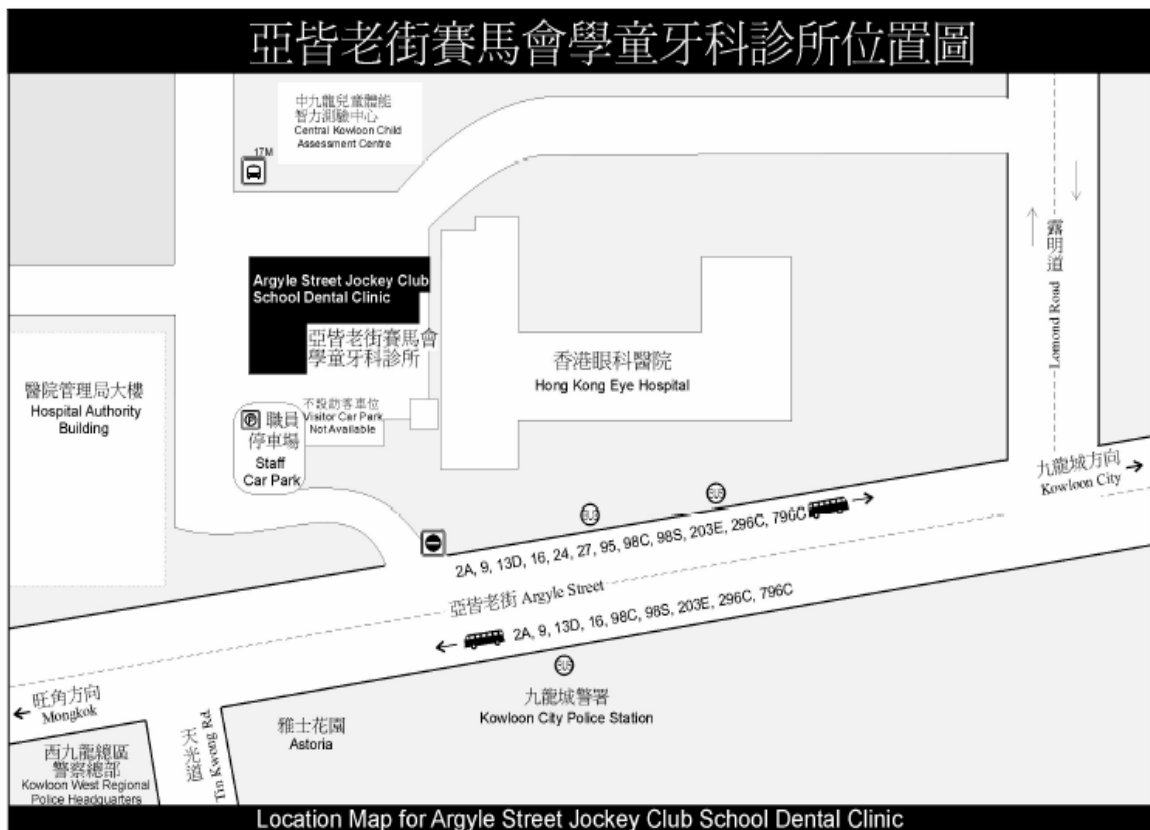 亞皆老街賽馬會學童牙科診所位置圖
中九龍兒童體能
智力測驗中心
Central Kowloon Child
Assessment Centre
17M
露明道
Lomond Road
Argyle Street Jockey Club
School Dental Clinic
亞皆老街賽馬會
學童牙科診所
香港眼科醫院
Hong Kong Eye Hospital
醫院管理局大樓
Hospital Authority
Building
不設訪客車位
Visitor Car Park
Not Available
P 職員
停車場
Staff
Car Park
九龍城方向
Kowloon City
BUS
BUS
2A, 9, 13D, 16, 24, 27, 95, 98C, 98S, 203E, 296C, 796C
亞皆老街 Argyle Street
2A, 9, 13D, 16, 98C, 98S, 203E, 296C, 796C
BUS
旺角方向
Mongkok
天光道
Tin Kwong Rd.
雅士花園
Astoria
九龍城警署
Kowloon City Police Station
西九龍總區
警察總部
Kowloon West Regional
Police Headquarters
Location Map for Argyle Street Jockey Club School Dental Clinic